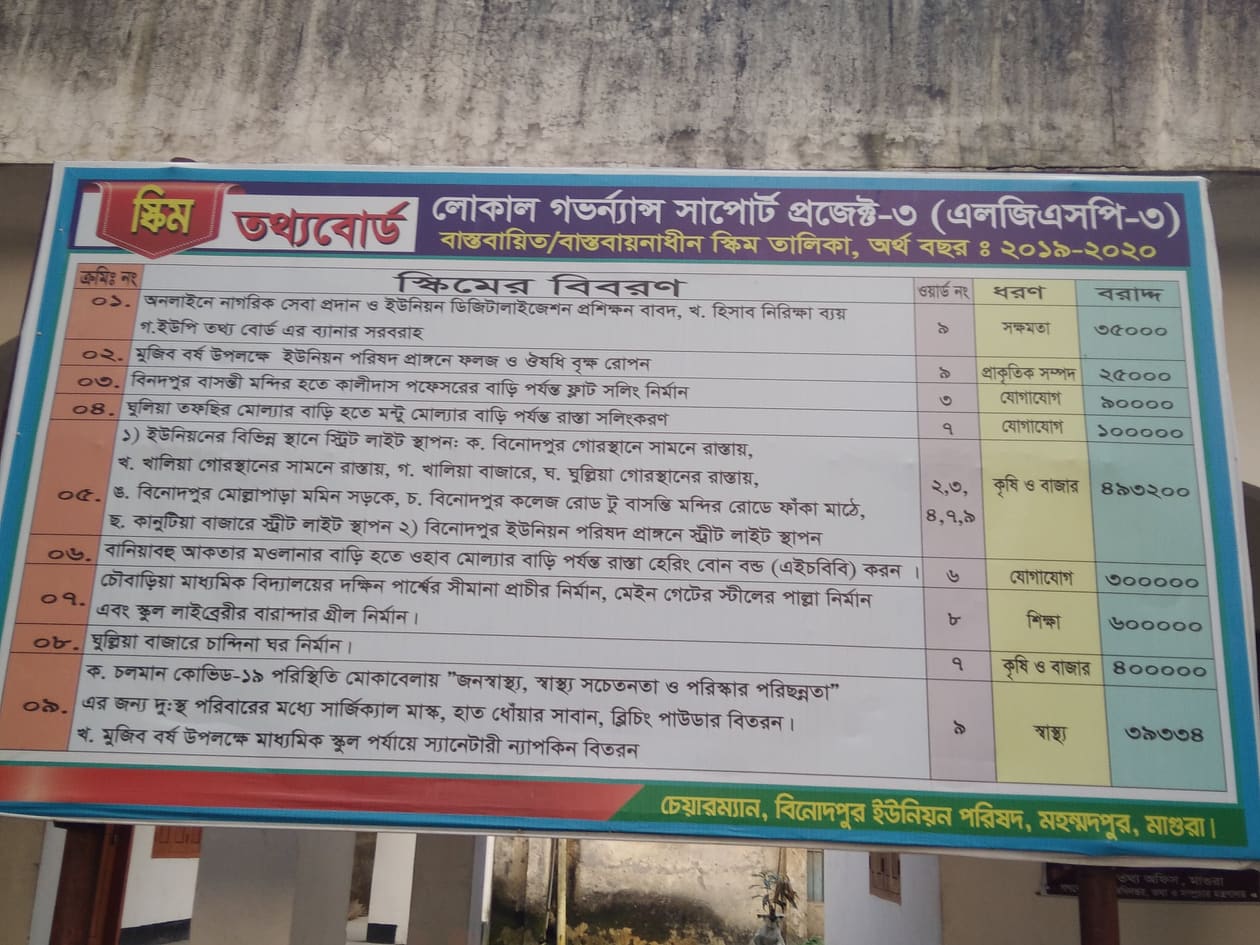 স্কিম তথ্যবোর্ড
লোকাল গভর্ন্যান্স সাপোর্ট প্রজেক্ট-৩ (এলজিএসপি-৩)
বাস্তবায়িত/বাস্তবায়নাধীন স্কিম তালিকা, অর্থ বছর ঃ ২০১৯-২০২০
ক্রমিঃ নং স্কিমের বিবরণ ওয়ার্ড নং ধরণ বরাদ্দ
০১. অনলাইনে নাগরিক সেবা প্রদান ও ইউনিয়ন ডিজিটালাইজেশন প্রশিক্ষন বাবদ, খ. হিসাব নিরিক্ষা ব্যয়
গ.ইউপি তথ্য বোর্ড এর ব্যানার সরবরাহ ৯ সক্ষমতা ৩৫০০০
০২. মুজিব বর্ষ উপলক্ষে ইউনিয়ন পরিষদ প্রাঙ্গনে ফলজ ও ঔষধি বৃক্ষ রোপন ৯ প্রাকৃতিক সম্পদ ২৫০০০
০৩. বিনদপুর বাসন্তী মন্দির হতে কালীদাস পফেসরের বাড়ি পর্যন্ত ফ্লাট সলিং নির্মান ৩ যোগাযোগ ৯০০০০
০৪. ঘুনিয়া তফছির মোল্যার বাড়ি হতে মন্টু মোল্যার বাড়ি পর্যন্ত রাস্তা সলিংকরণ ৭ যোগাযোগ ১০০০০০
১) ইউনিয়নের বিভিন্ন স্থানে স্ট্রিট লাইট স্থাপনঃ ক. বিনোদপুর গোরস্থানে সামনে রাস্তায়,
খ. খালিয়া গোরস্থানের সামনে রাস্তায়, গ. খালিয়া বাজারে, ঘ. ঘুল্লিয়া গোরস্থানের রাস্তায়,
০৫. ঙ. বিনোদপুর মোল্লাপাড়া মমিন সড়কে, চ. বিনোদপুর কলেজ রোড টু বাসন্তি মন্দির রোডে ফাঁকা মাঠে, ২,৩, কৃষি ও বাজার ৪৯৩২০০
ছ. কানুটিয়া বাজারে স্ট্রীট লাইট স্থাপন ২) বিনোদপুর ইউনিয়ন পরিষদ প্রাঙ্গনে স্ট্রীট লাইট স্থাপন ৪,৭,৯
০৬. বানিয়াবহু আকতার মওলানার বাড়ি হতে ওহাব মোল্যার বাড়ি পর্যন্ত রাস্তা হেরিং বোন বন্ড (এইচবিবি) করন । ৬ যোগাযোগ ৩০০০০০
০৭. চৌবাড়িয়া মাধ্যমিক বিদ্যালয়ের দক্ষিন পার্শ্বের সীমানা প্রাচীর নির্মান, মেইন গেটের স্টীলের পাল্লা নির্মান
এবং স্কুল লাইব্রেরীর বারান্দার গ্রীল নির্মান । ৮ শিক্ষা ৬০০০০০
০৮. ঘুল্লিয়া বাজারে চান্দিনা ঘর নির্মান । ৭ কৃষি ও বাজার ৪০০০০০
ক. চলমান কোভিড-১৯ পরিস্থিতি মোকাবেলায় "জনস্বাস্থ্য, স্বাস্থ্য সচেতনতা ও পরিস্কার পরিছন্নতা"
০৯. এর জন্য দুঃস্থ পরিবারের মধ্যে সার্জিক্যাল মাস্ক, হাত ধোঁয়ার সাবান, ব্লিচিং পাউডার বিতরন । ৯ স্বাস্থ্য ৩৯৩৩৪
খ. মুজিব বর্ষ উপলক্ষে মাধ্যমিক স্কুল পর্যায়ে স্যানেটারী ন্যাপকিন বিতরন
চেয়ারম্যান, বিনোদপুর ইউনিয়ন পরিষদ, মহম্মদপুর, মাগুরা।
তথ্য অফিস, মাগুরা